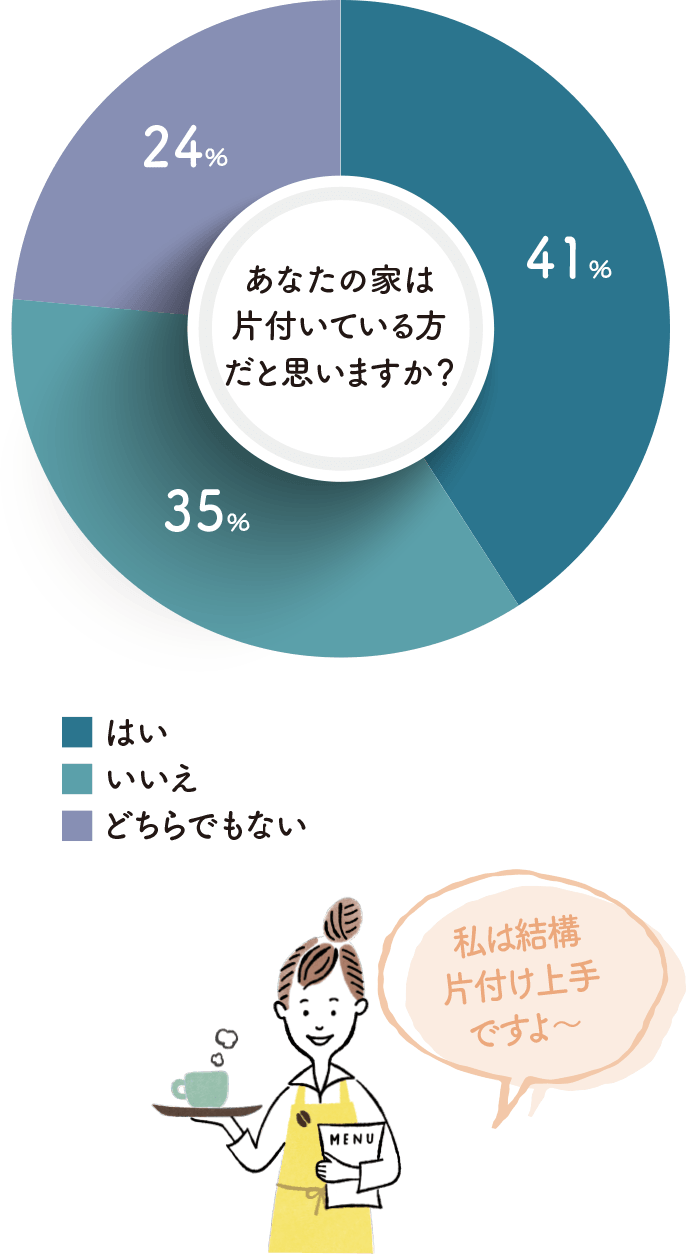 24%
41%
あなたの家は
片付いている方
だと思いますか?
35%
はい
いいえ
どちらでもない
私は結構
片付け上手
ですよ〜
MENU